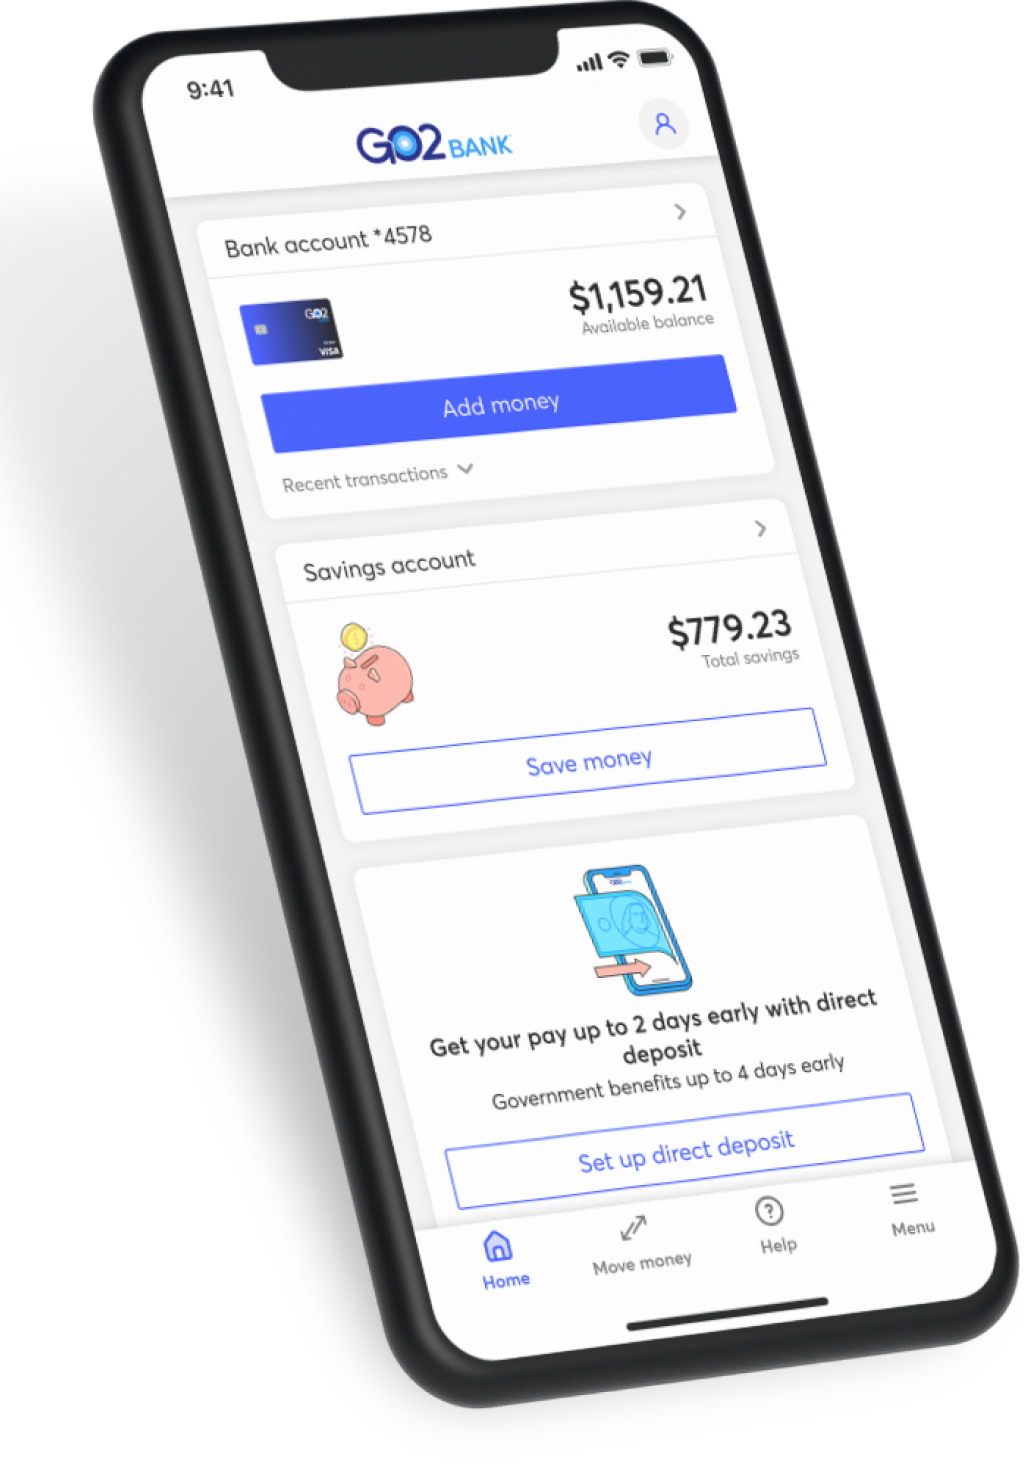 9:41
GO2BANK
Bank account *4578
GO2
VISA
$1,159.21
Available balance
Add money
Recent transactions
Savings account
$779.23
Total savings
Save money
Get your pay up to 2 days early with direct
deposit
Government benefits up to 4 days early
Set up direct deposit
Home
Move money
Help
Menu